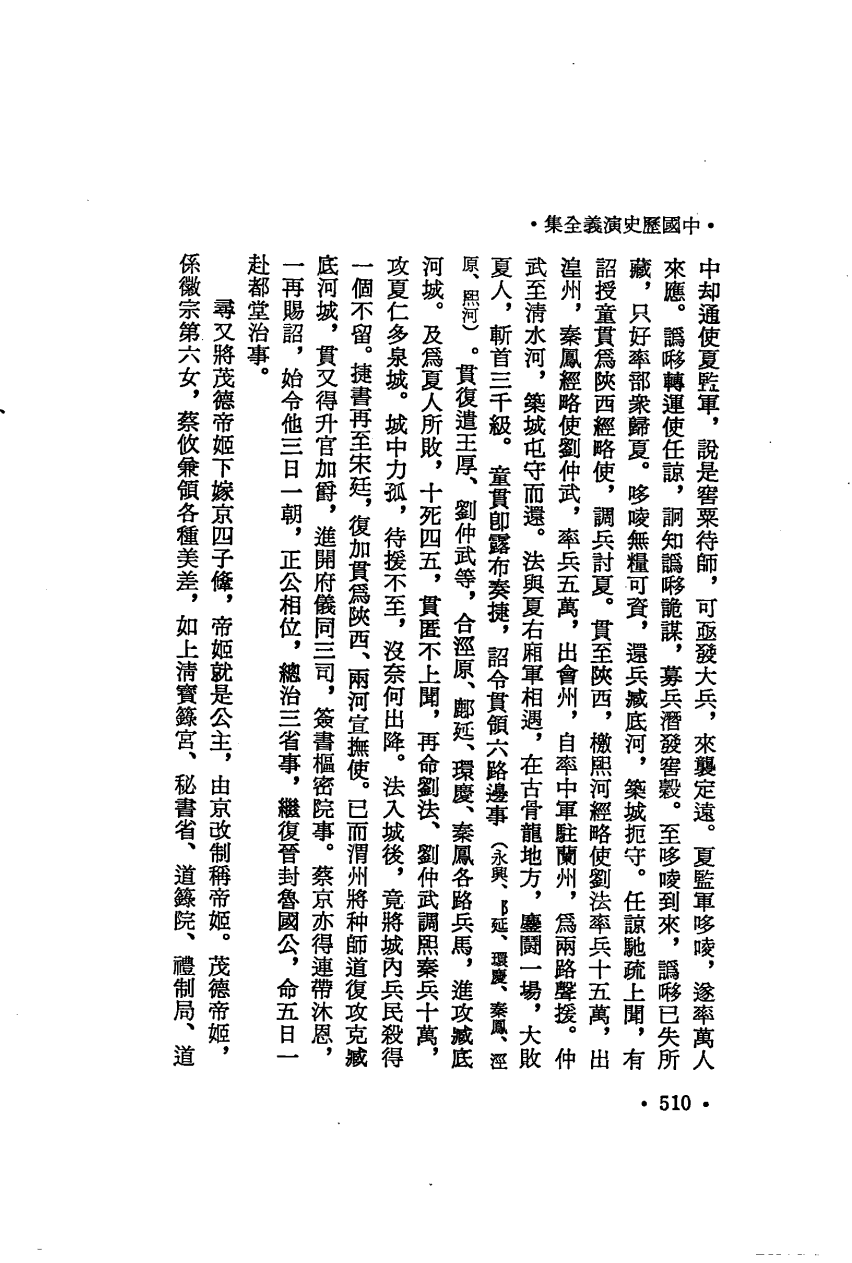 ·中國歷史演義全集·
中却通使夏監軍，說是窖粟待師，可亟發大兵，來襲定遠。夏監軍哆㖫，遂率萬人
來應。譌㖼轉運使任諒，詗知譌㖼詭謀，募兵潛發窖穀。至哆㖫到來，譌㖼已失所
藏，只好率部衆歸夏。哆㖫無糧可資，還兵臧底河，築城扼守。任諒馳疏上聞，有
詔授童貫爲陝西經略使，調兵討夏。貫至陝西，檄熙河經略使劉法率兵十五萬，出
湟州，秦鳳經略使劉仲武，率兵五萬，出會州，自率中軍駐蘭州，爲兩路聲援。仲
武至清水河，築城屯守而還。法與夏右廂軍相遇，在古骨龍地方，鏖鬭一場，大敗
夏人，斬首三千級。童貫卽露布奏捷，詔令貫領六路邊事（永興、鄜延、環慶、秦鳳、涇
原、熙河）。貫復遣王厚、劉仲武等，合涇原、鄜延、環慶、秦鳳各路兵馬，進攻臧底
河城。及爲夏人所敗，十死四五，貫匿不上聞，再命劉法、劉仲武調熙秦兵十萬，
攻夏仁多泉城。城中力孤，待援不至，沒奈何出降。法入城後，竟將城內兵民殺得
一個不留。捷書再至宋廷，復加貫爲陝西、兩河宣撫使。已而渭州將种師道復攻克臧
底河城，貫又得升官加爵，進開府儀同三司，簽書樞密院事。蔡京亦得連帶沐恩，
一再賜詔，始令他三日一朝，正公相位，總治三省事，繼復晉封魯國公，命五日一
赴都堂治事。
尋又將茂德帝姬下嫁京四子鞗，帝姬就是公主，由京改制稱帝姬。茂德帝姬，
係徽宗第六女，蔡攸兼領各種美差，如上淸寶籙宮、秘書省、道籙院、禮制局、道
·510·